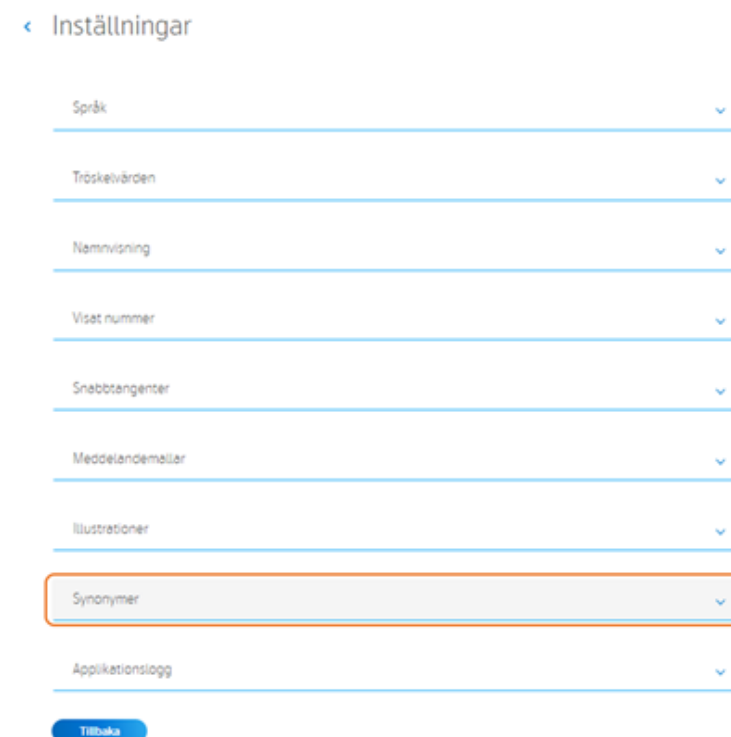 Inställningar
Språk
Tröskelvärden
Namnvisning
Visat nummer
Snabbtangenter
Meddelandemallar
Illustrationer
Synonymer
Applikationslogg
Tillbaka